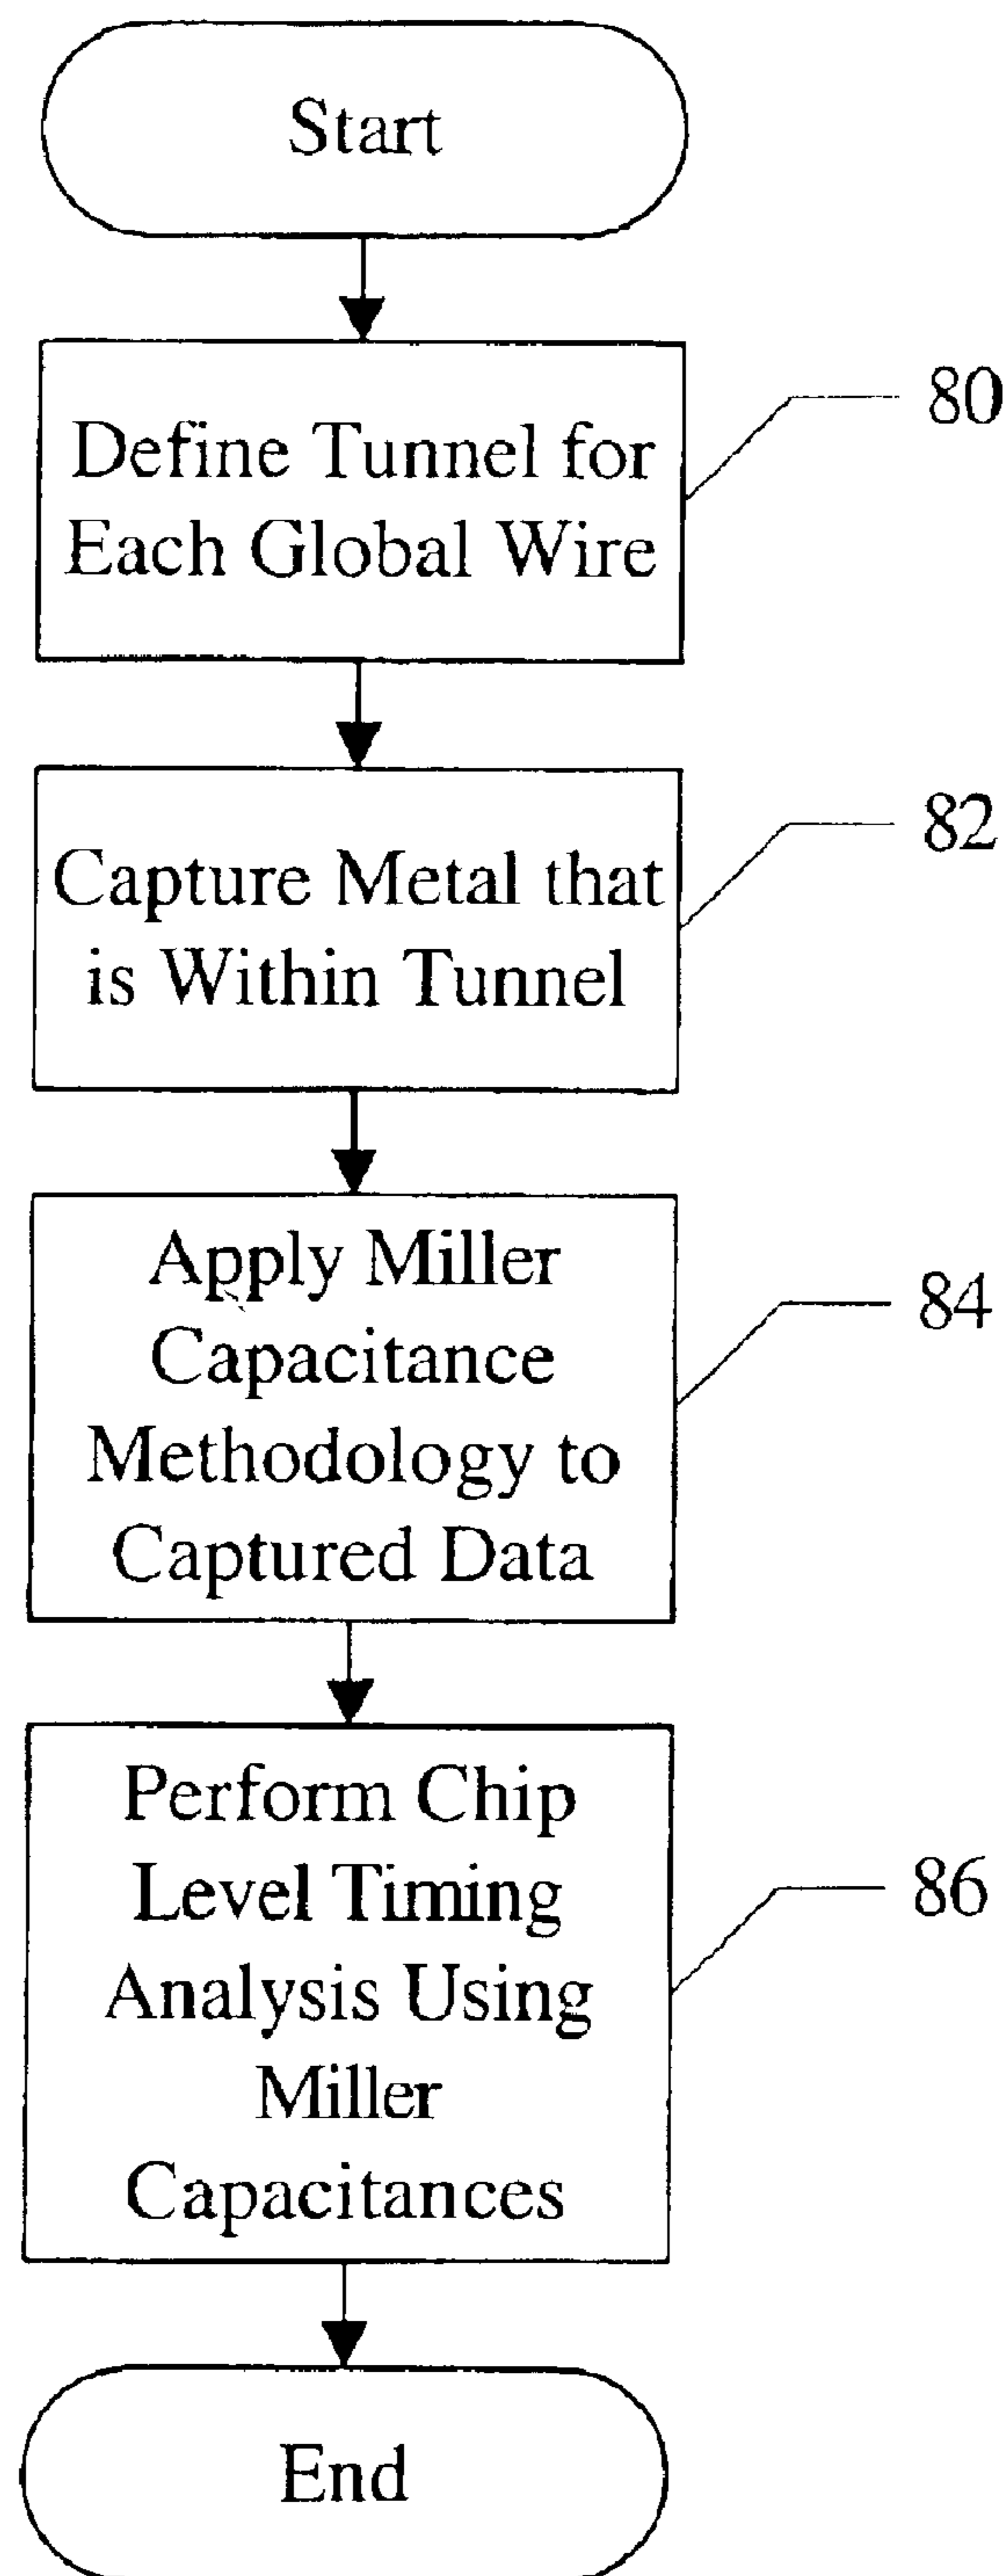 Start
80
Define Tunnel for
Each Global Wire
82
Capture Metal that
is Within Tunnel
84
Apply Miller
Capacitance
Methodology to
Captured Data
86
Perform Chip
Level Timing
Analysis Using
Miller
Capacitances
End